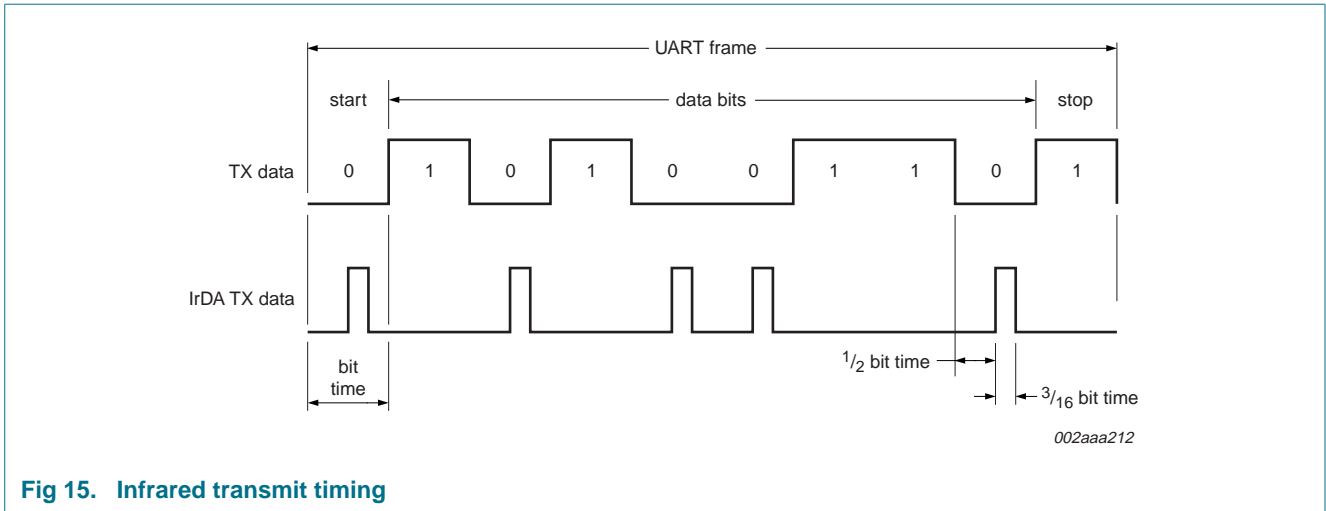 UART frame
start data bits stop
TX data 0 1 0 1 0 0 1 1 0 1
IrDA TX data
bit
time
1/2 bit time
3/16 bit time
002aaa212
Fig 15. Infrared transmit timing